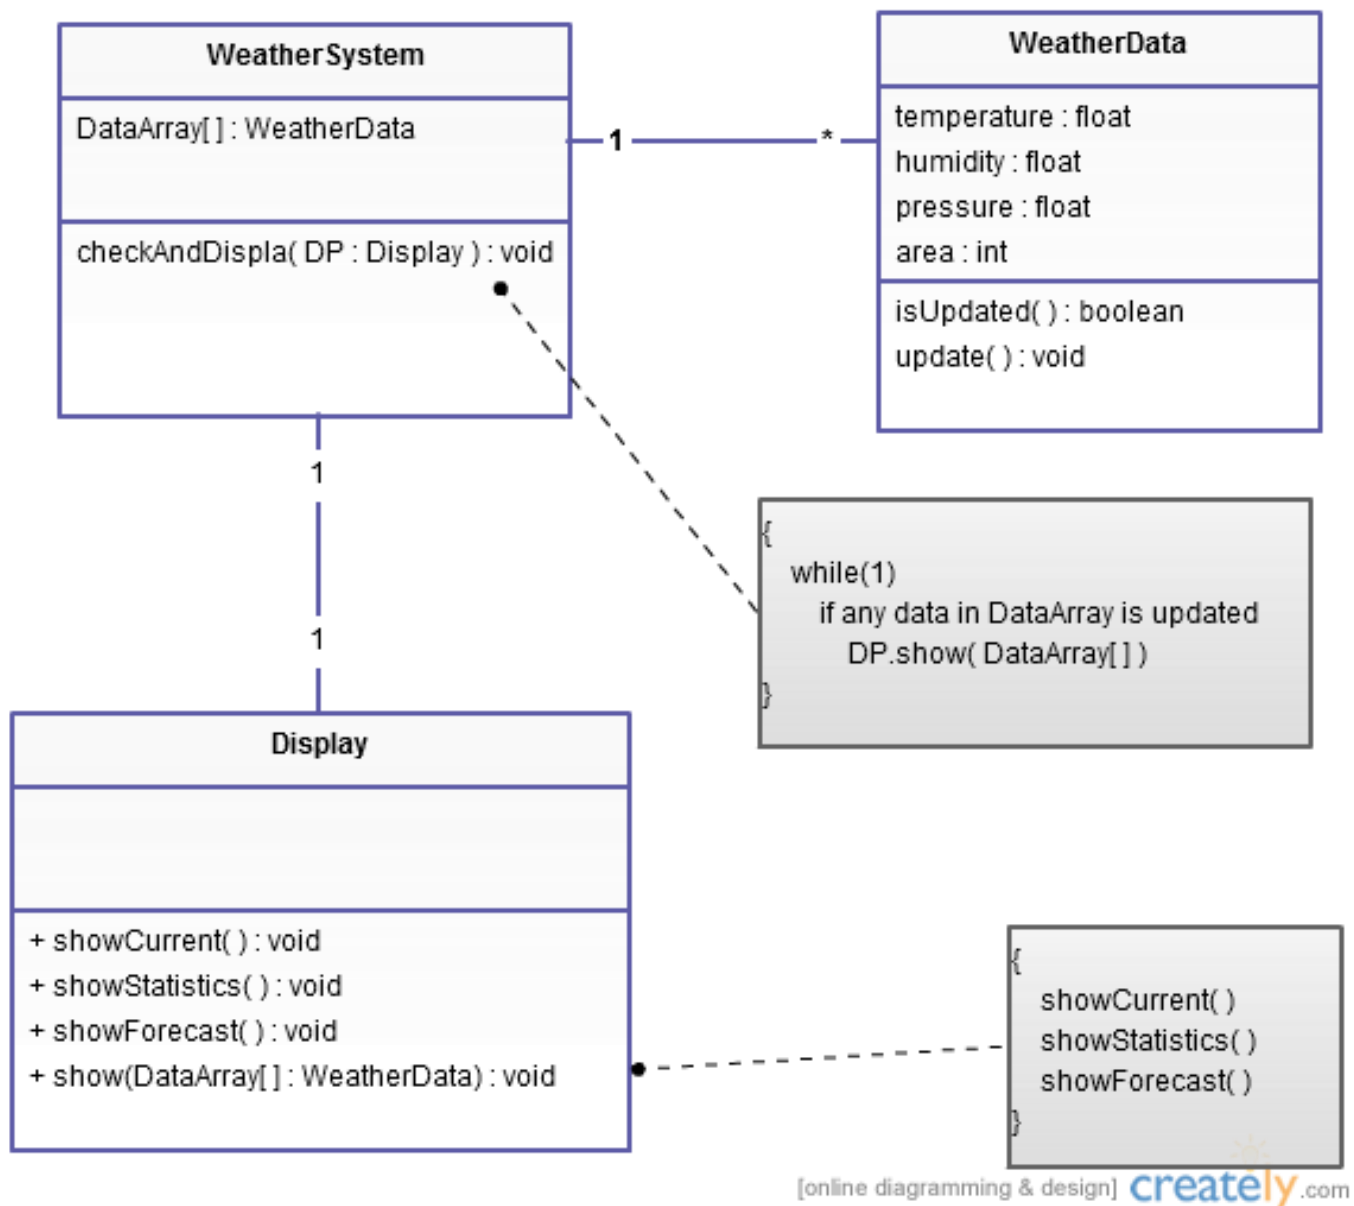 WeatherSystem
DataArray[ ] : WeatherData
checkAndDispla( DP : Display ) : void
1
*
WeatherData
temperature : float
humidity : float
pressure : float
area : int
isUpdated( ) : boolean
update( ) : void
1
1
{
while(1)
if any data in DataArray is updated
DP.show( DataArray[ ] )
}
Display
+ showCurrent( ) : void
+ showStatistics( ) : void
+ showForecast( ) : void
+ show(DataArray[ ] : WeatherData) : void
{
showCurrent( )
showStatistics( )
showForecast( )
}
[online diagramming & design] creately.com